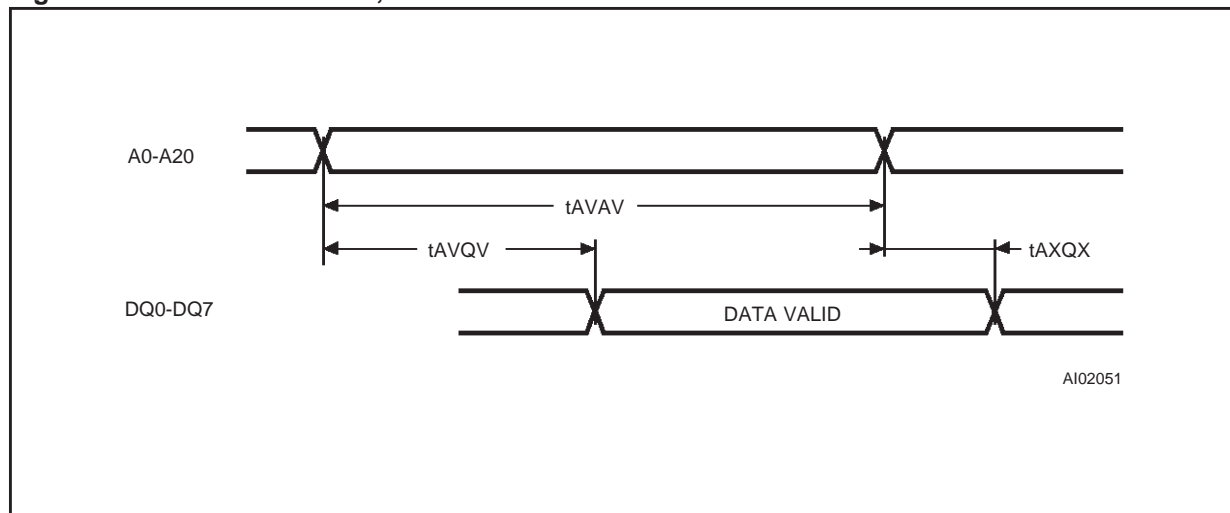 A0-A20
tAVAV
tAVQV
tAXQX
DQ0-DQ7
DATA VALID
AI02051